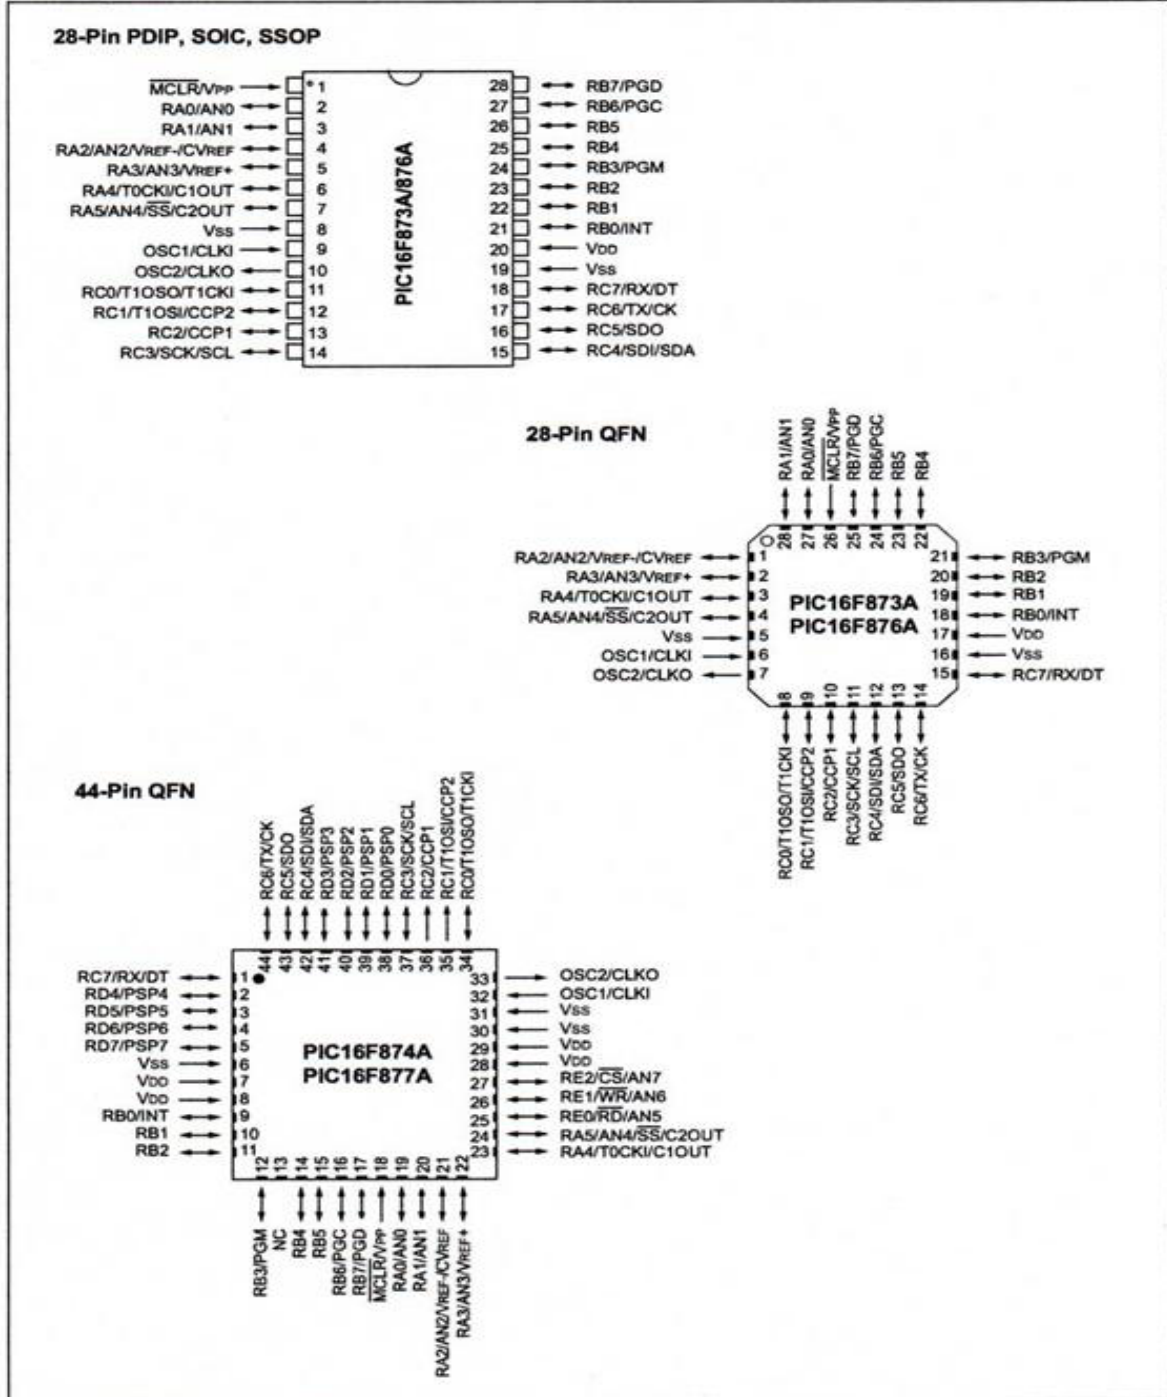 28-Pin PDIP, SOIC, SSOP
MCLR/VPP 1 28 RB7/PGD
RA0/AN0 2 27 RB6/PGC
RA1/AN1 3 26 RB5
RA2/AN2/VREF-/CVREF 4 25 RB4
RA3/AN3/VREF+ 5 24 RB3/PGM
RA4/T0CKI/C1OUT 6 23 RB2
RA5/AN4/SS/C2OUT 7 22 RB1
VSS 8 21 RB0/INT
OSC1/CLKI 9 20 VDD
OSC2/CLKO 10 19 VSS
RC0/T1OSO/T1CKI 11 18 RC7/RX/DT
RC1/T1OSI/CCP2 12 17 RC6/TX/CK
RC2/CCP1 13 16 RC5/SDO
RC3/SCK/SCL 14 15 RC4/SDI/SDA
PIC16F873A/876A
28-Pin QFN
RA1/AN1
RA0/AN0
MCLR/VPP
RB7/PGD
RB6/PGC
RB5
RB4
28 27 26 25 24 23 22
RA2/AN2/VREF-/CVREF 1 21 RB3/PGM
RA3/AN3/VREF+ 2 20 RB2
RA4/T0CKI/C1OUT 3 19 RB1
RA5/AN4/SS/C2OUT 4 18 RB0/INT
VSS 5 17 VDD
OSC1/CLKI 6 16 VSS
OSC2/CLKO 7 15 RC7/RX/DT
PIC16F873A
PIC16F876A
8 9 10 11 12 13 14
RC0/T1OSO/T1CKI
RC1/T1OSI/CCP2
RC2/CCP1
RC3/SCK/SCL
RC4/SDI/SDA
RC5/SDO
RC6/TX/CK
44-Pin QFN
RC6/TX/CK
RC5/SDO
RC4/SDI/SDA
RD3/PSP3
RD2/PSP2
RD1/PSP1
RD0/PSP0
RC3/SCK/SCL
RC2/CCP1
RC1/T1OSI/CCP2
RC0/T1OSO/T1CKI
44 43 42 41 40 39 38 37 36 35 34
RC7/RX/DT 1 33 OSC2/CLKO
RD4/PSP4 2 32 OSC1/CLKI
RD5/PSP5 3 31 VSS
RD6/PSP6 4 30 VSS
RD7/PSP7 5 29 VDD
VSS 6 28 VDD
VDD 7 27 RE2/CS/AN7
VDD 8 26 RE1/WR/AN6
RB0/INT 9 25 RE0/RD/AN5
RB1 10 24 RA5/AN4/SS/C2OUT
RB2 11 23 RA4/T0CKI/C1OUT
PIC16F874A
PIC16F877A
12 13 14 15 16 17 18 19 20 21 22
RB3/PGM
NC
RB4
RB5
RB6/PGC
RB7/PGD
MCLR/VPP
RA0/AN0
RA1/AN1
RA2/AN2/VREF-/CVREF
RA3/AN3/VREF+